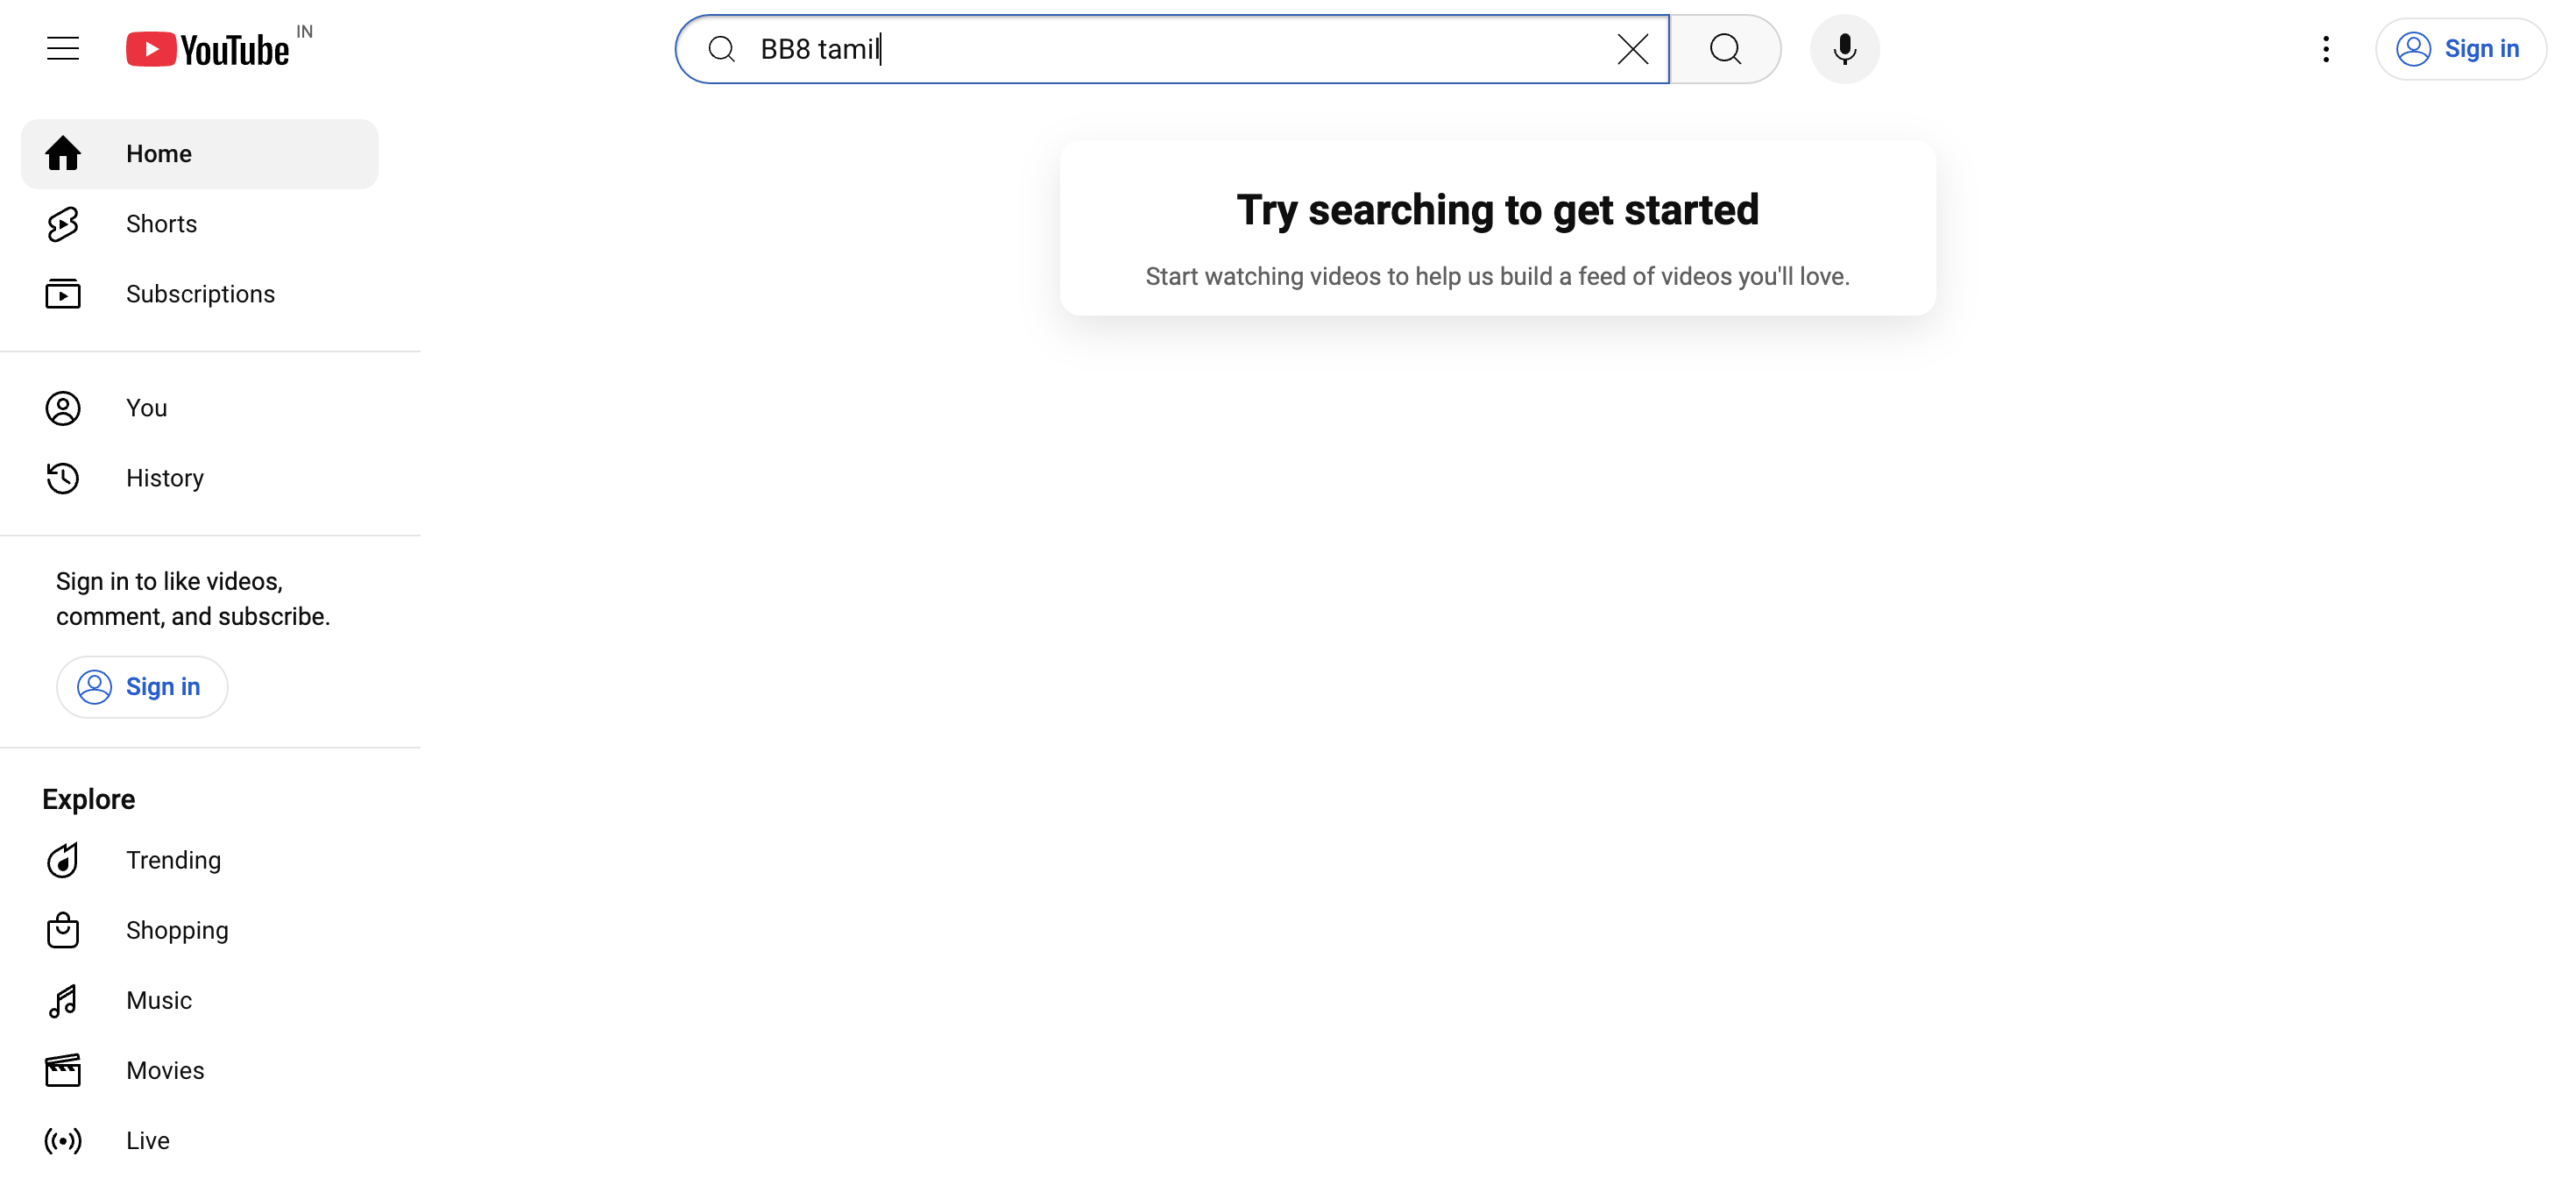 YouTube IN
BB8 tamil
Sign in
Home
Shorts
Subscriptions
Try searching to get started
Start watching videos to help us build a feed of videos you'll love.
You
History
Sign in to like videos,
comment, and subscribe.
Sign in
Explore
Trending
Shopping
Music
Movies
Live